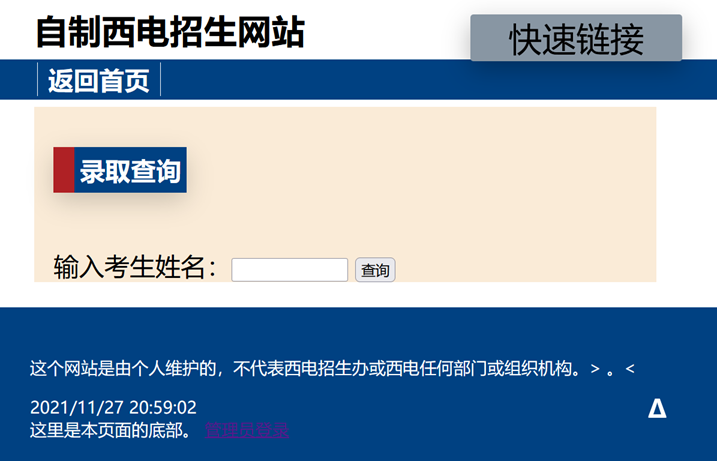 自制西电招生网站
快速链接
返回首页
录取查询
输入考生姓名：
查询
这个网站是由个人维护的，不代表西电招生办或西电任何部门或组织机构。> 。<
2021/11/27 20:59:02
Δ
这里是本页面的底部。 管理员登录